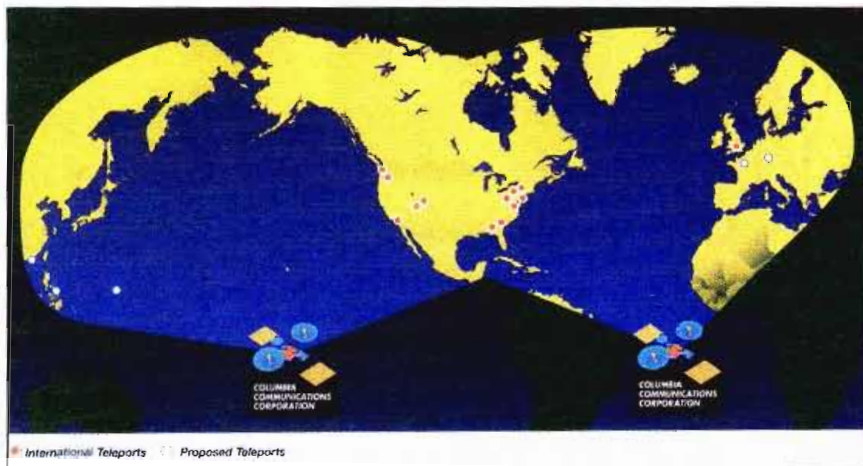 COLUMBIA
COMMUNICATIONS
CORPORATION
COLUMBIA
COMMUNICATIONS
CORPORATION
International Teleports
Proposed Teleports